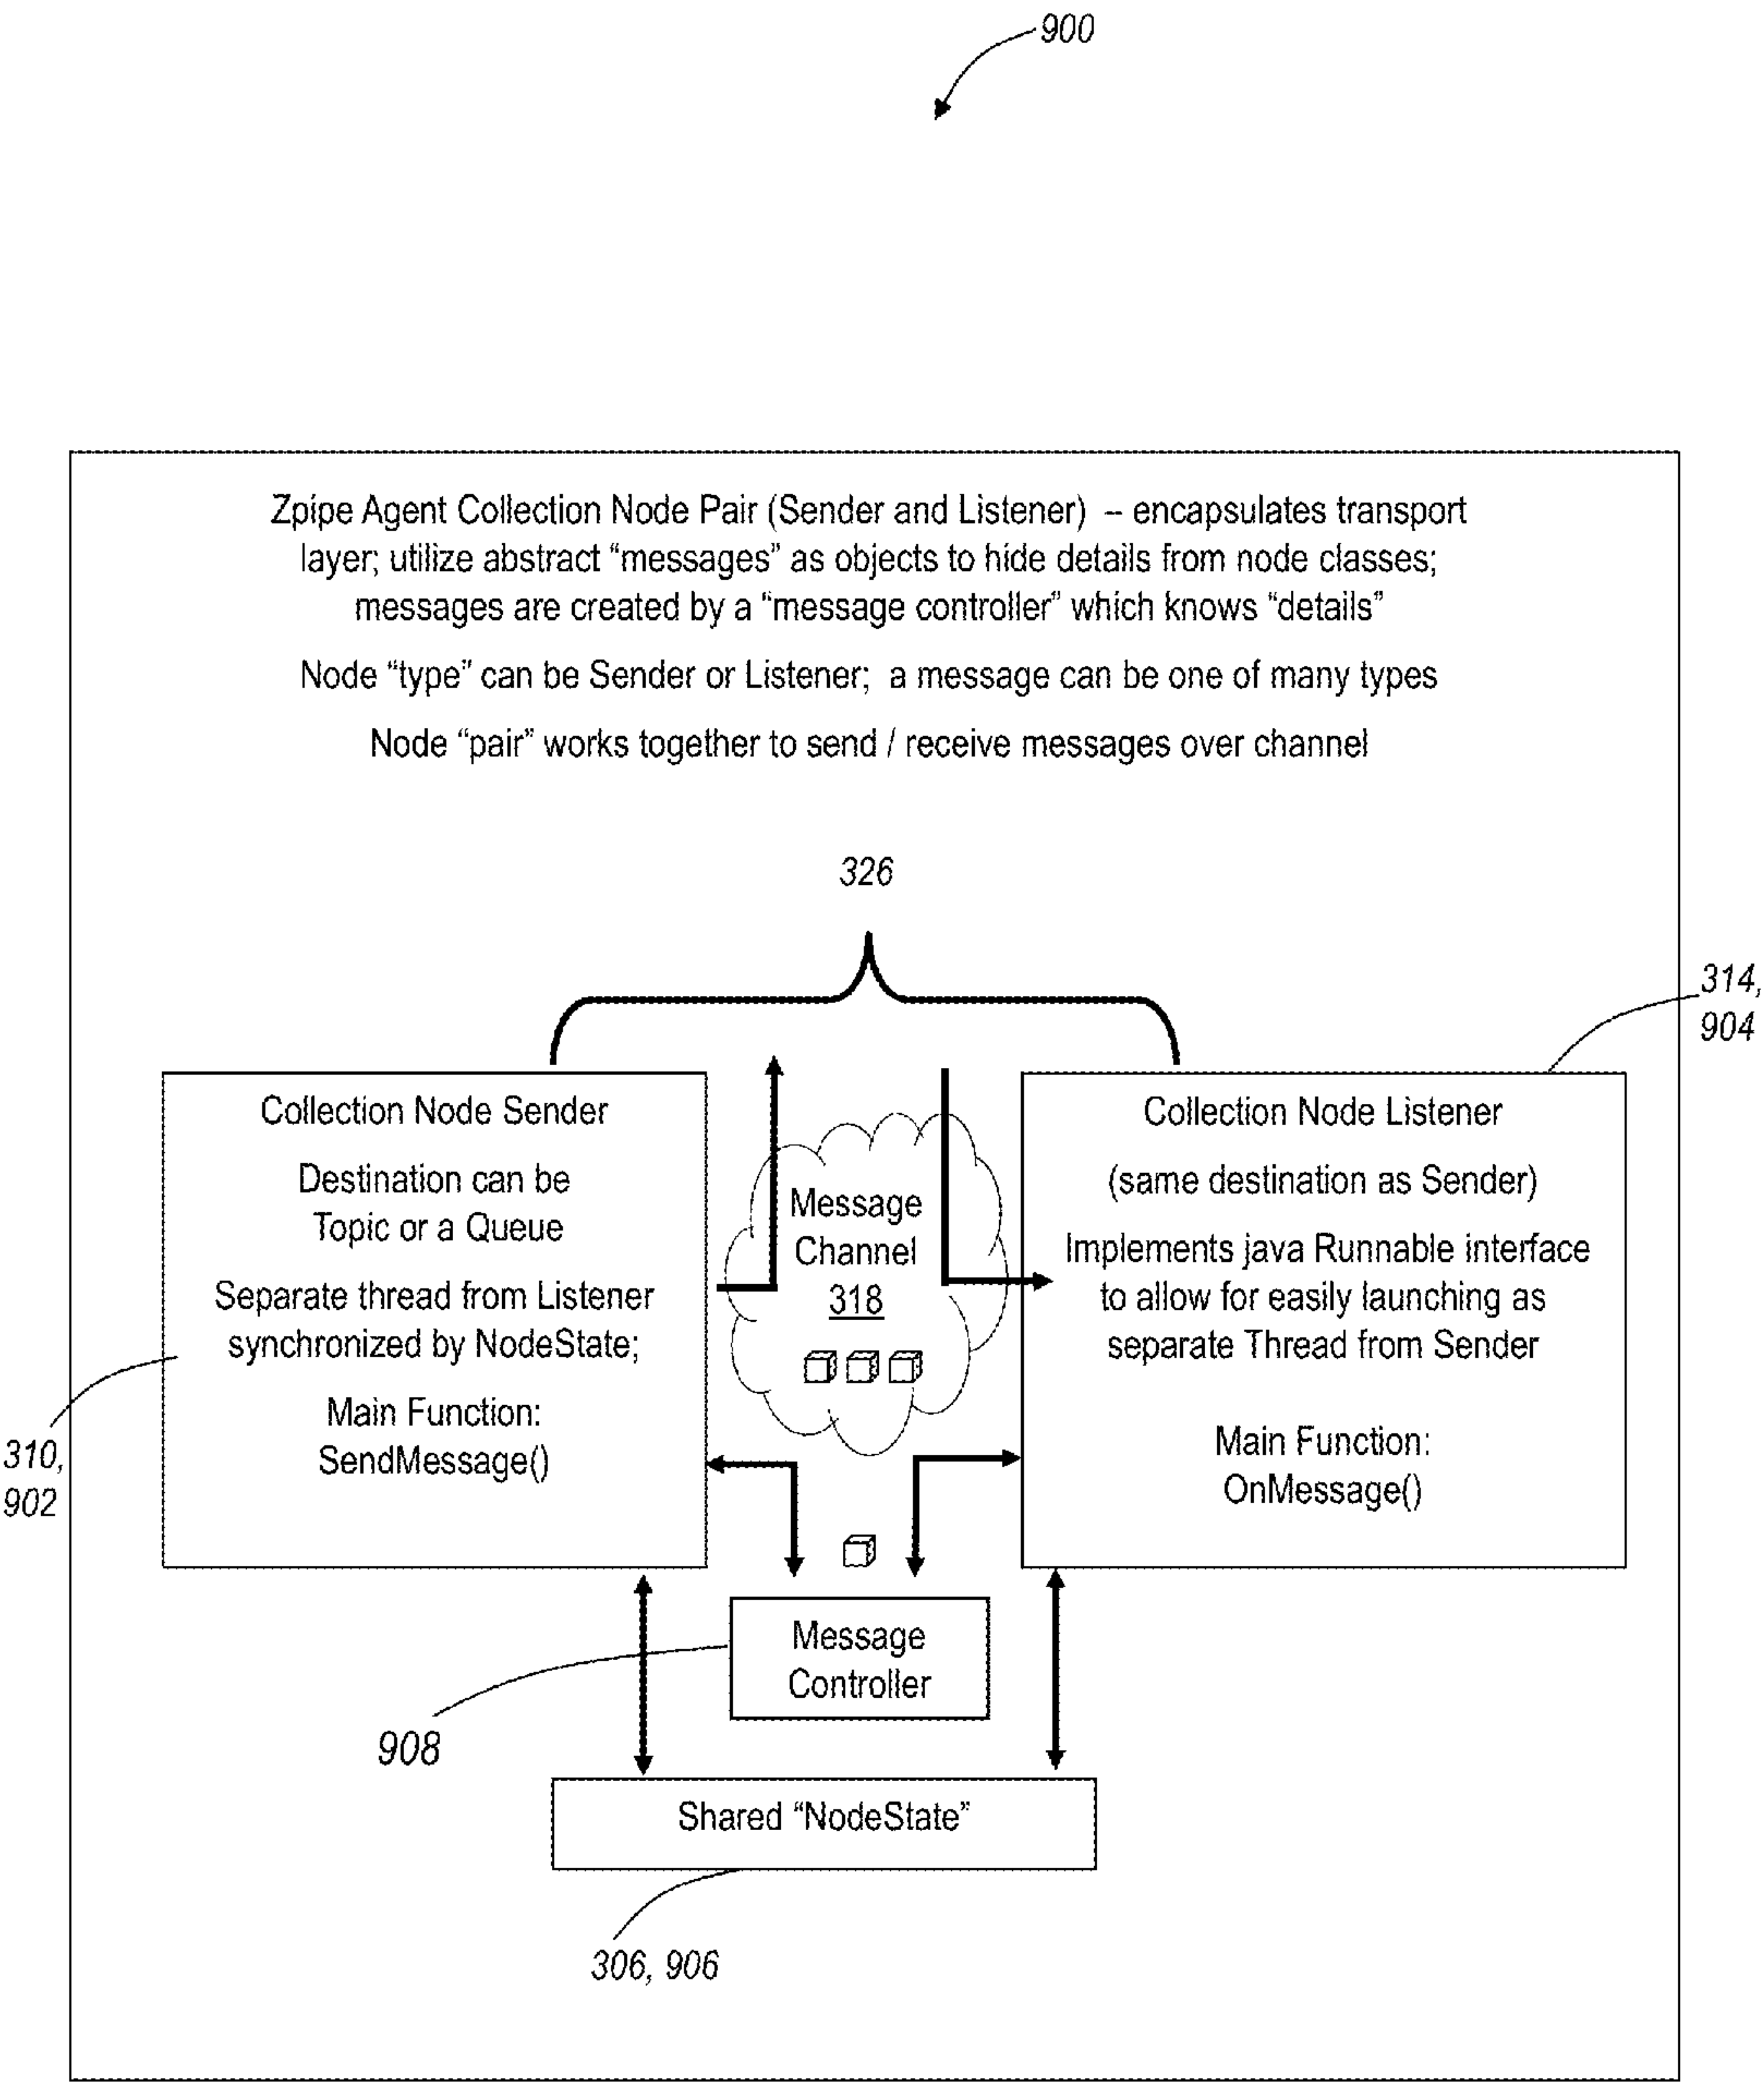 900
Zpipe Agent Collection Node Pair (Sender and Listener) – encapsulates transport
layer; utilize abstract “messages” as objects to hide details from node classes;
messages are created by a “message controller” which knows “details”
Node “type” can be Sender or Listener; a message can be one of many types
Node “pair” works together to send / receive messages over channel
326
314,
904
Collection Node Sender
Destination can be
Topic or a Queue
Separate thread from Listener
synchronized by NodeState;
Main Function:
SendMessage()
310,
902
Message
Channel
318
Collection Node Listener
(same destination as Sender)
Implements java Runnable interface
to allow for easily launching as
separate Thread from Sender
Main Function:
OnMessage()
Message
Controller
908
Shared “NodeState”
306, 906